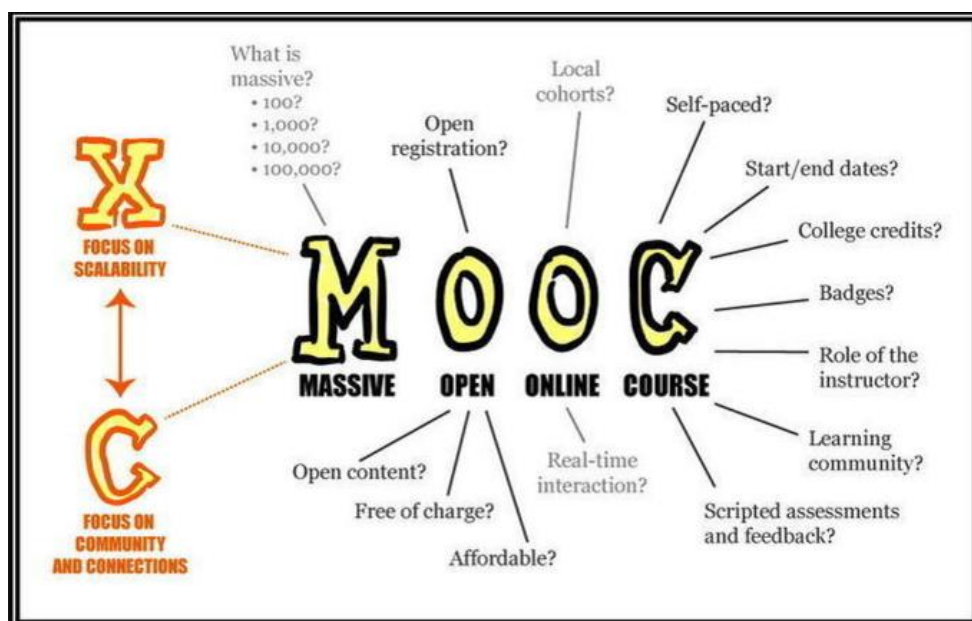 What is
massive?
• 100?
• 1,000?
• 10,000?
• 100,000?
Open
registration?
Local
cohorts?
Self-paced?
Start/end dates?
College credits?
Badges?
Role of the
instructor?
Learning
community?
Scripted assessments
and feedback?
X
FOCUS ON
SCALABILITY
C
FOCUS ON
COMMUNITY
AND CONNECTIONS
MOOC
MASSIVE OPEN ONLINE COURSE
Open content?
Free of charge?
Affordable?
Real-time
interaction?